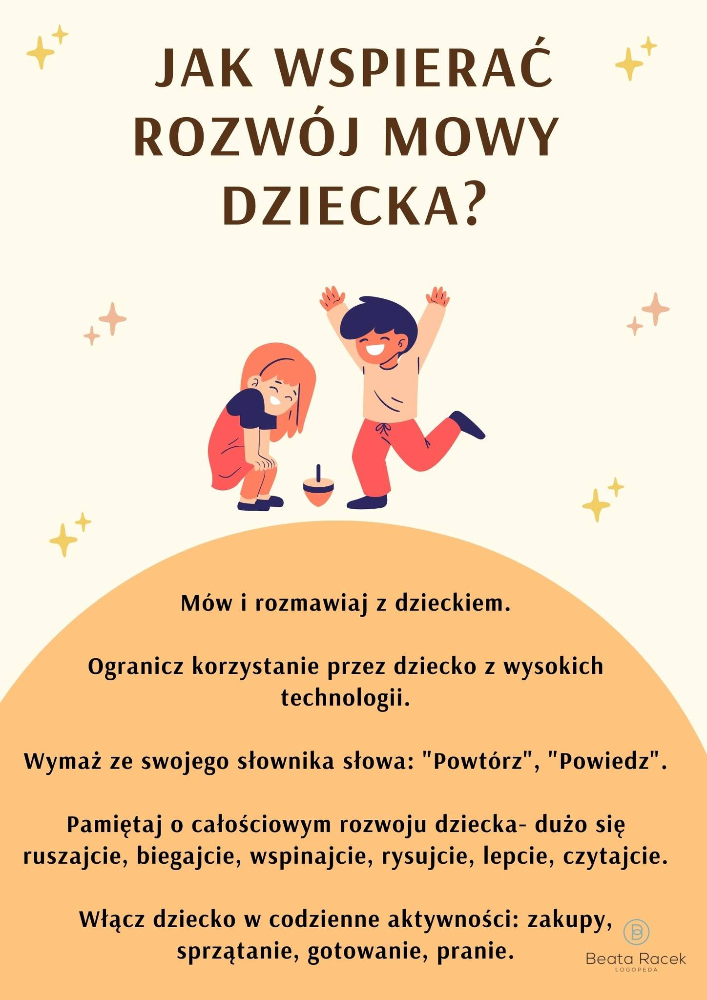 JAK WSPIERAĆ
ROZWÓJ MOWY
DZIECKA?
Mów i rozmawiaj z dzieckiem.
Ogranicz korzystanie przez dziecko z wysokich
technologii.
Wymaż ze swojego słownika słowa: "Powtórz", "Powiedz".
Pamiętaj o całościowym rozwoju dziecka- dużo się
ruszajcie, biegajcie, wspinajcie, rysujcie, lepcie, czytajcie.
Włącz dziecko w codzienne aktywności: zakupy,
sprzątanie, gotowanie, pranie.
Beata Racek
LOGOPEDA